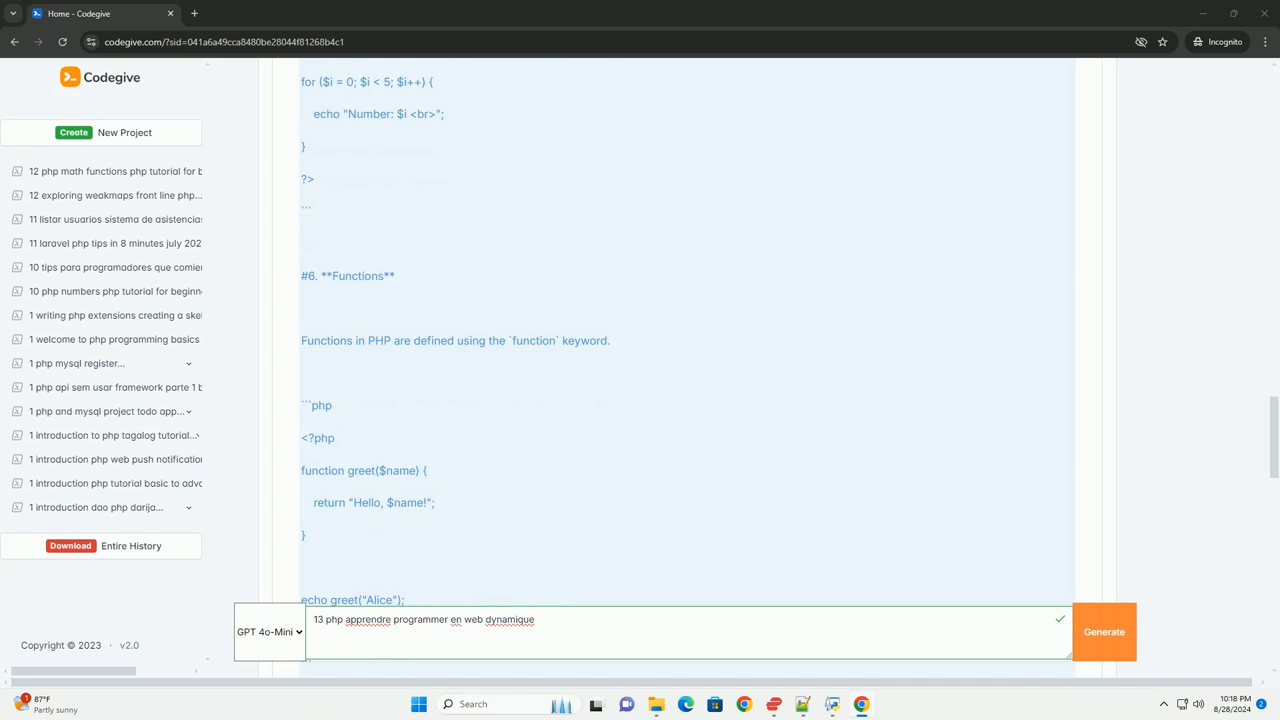 Home - Codegive
codegive.com/?sid=041a6a49cca8480be28044f81268b4c1
Incognito
Codegive
Create New Project
12 php math functions php tutorial for b
12 exploring weakmaps front line php...
11 listar usuarios sistema de asistencias
11 laravel php tips in 8 minutes july 202
10 tips para programadores que comien
10 php numbers php tutorial for beginne
1 writing php extensions creating a skel
1 welcome to php programming basics
1 php mysql register...
1 php api sem usar framework parte 1 b
1 php and mysql project todo app...
1 introduction to php tagalog tutorial...
1 introduction php web push notification
1 introduction php tutorial basic to adva
1 introduction dao php darija...
Download Entire History
Copyright © 2023 · v2.0
for ($i = 0; $i < 5; $i++) {
echo "Number: $i <br>";
}
?>
```
#6. **Functions**
Functions in PHP are defined using the `function` keyword.
```php
<?php
function greet($name) {
return "Hello, $name!";
}
echo greet("Alice");
GPT 4o-Mini
13 php apprendre programmer en web dynamique
Generate
1
87°F
Partly sunny
Search
10:18 PM
8/28/2024
2